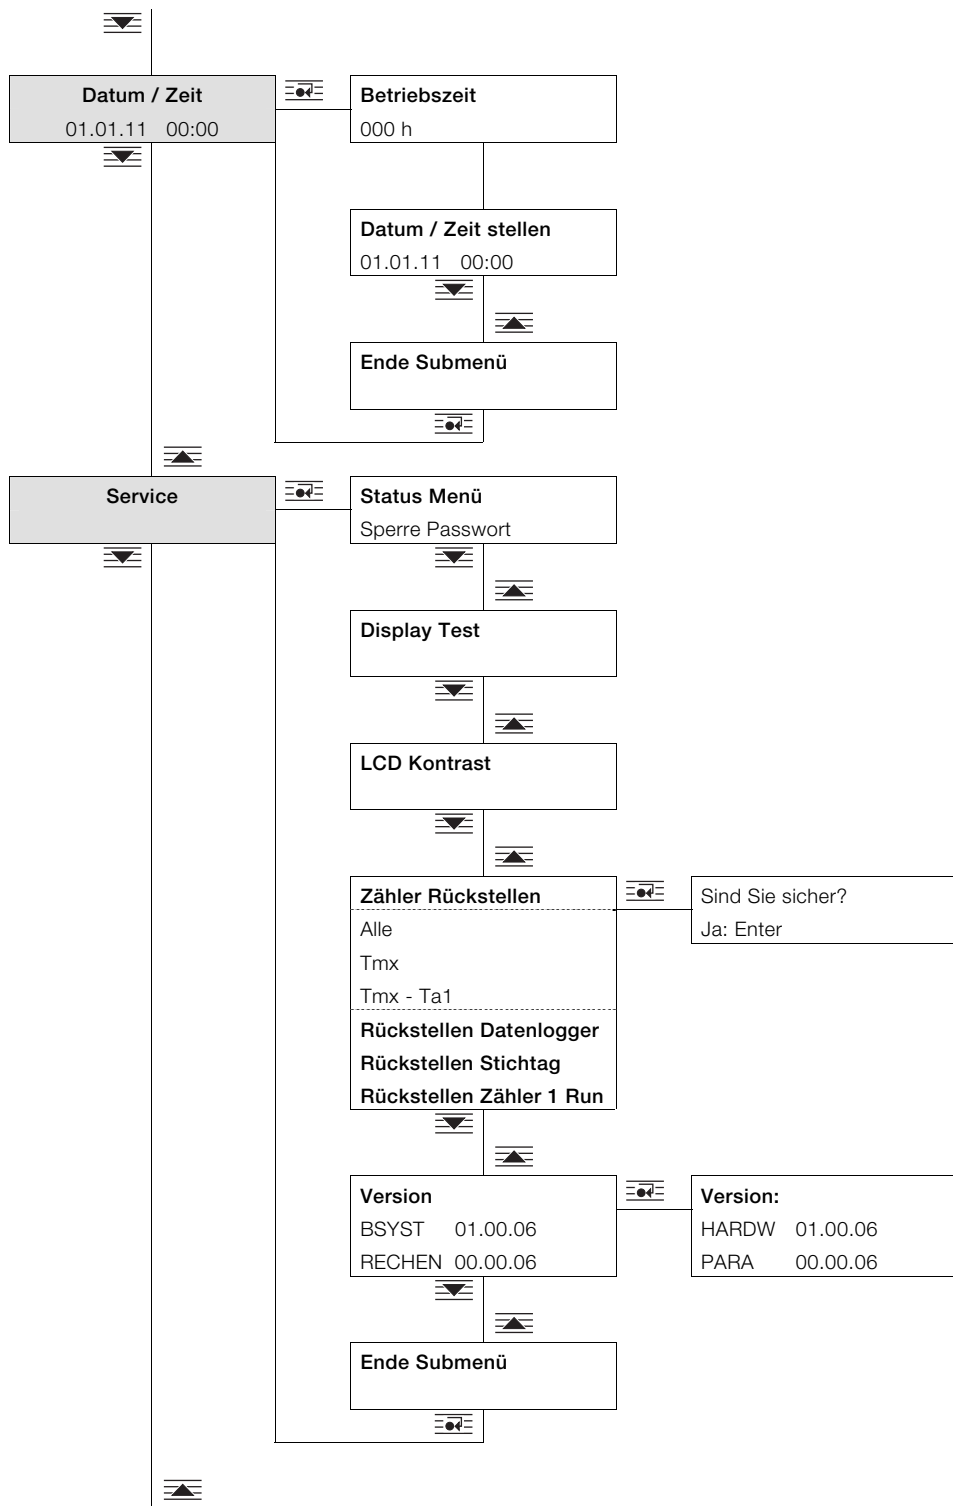 Datum / Zeit
01.01.11 00:00
Betriebszeit
000 h
Datum / Zeit stellen
01.01.11 00:00
Ende Submenü
Service
Status Menü
Sperre Passwort
Display Test
LCD Kontrast
Zähler Rückstellen
Alle
Tmx
Tmx - Ta1
Rückstellen Datenlogger
Rückstellen Stichtag
Rückstellen Zähler 1 Run
Sind Sie sicher?
Ja: Enter
Version
BSYST 01.00.06
RECHEN 00.00.06
Version:
HARDW 01.00.06
PARA 00.00.06
Ende Submenü